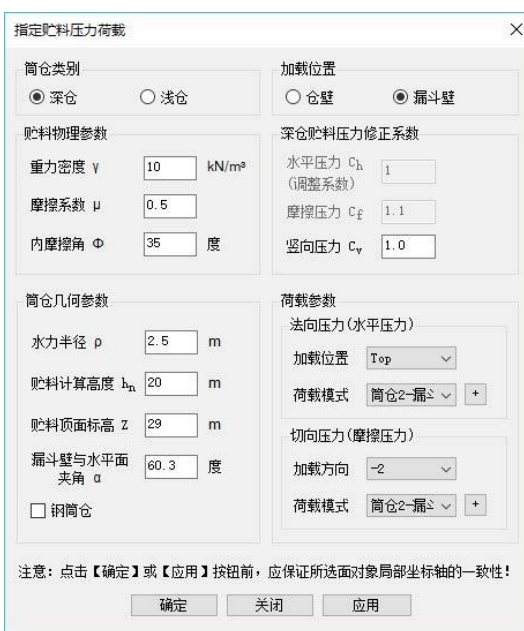 指定贮料压力荷载
筒仓类别
深仓 浅仓
加载位置
仓壁 漏斗壁
贮料物理参数
重力密度 γ 10 kN/m³
摩擦系数 μ 0.5
内摩擦角 Φ 35 度
深仓贮料压力修正系数
水平压力 Ch 1
(调整系数)
摩擦压力 Cf 1.1
竖向压力 Cv 1.0
筒仓几何参数
水力半径 ρ 2.5 m
贮料计算高度 hn 20 m
贮料顶面标高 Z 29 m
漏斗壁与水平面
夹角 α 60.3 度
钢筒仓
荷载参数
法向压力(水平压力)
加载位置 Top
荷载模式 筒仓2-漏 +
切向压力(摩擦压力)
加载方向 -2
荷载模式 筒仓2-漏 +
注意：点击【确定】或【应用】按钮前，应保证所选面对象局部坐标轴的一致性!
确定 关闭 应用